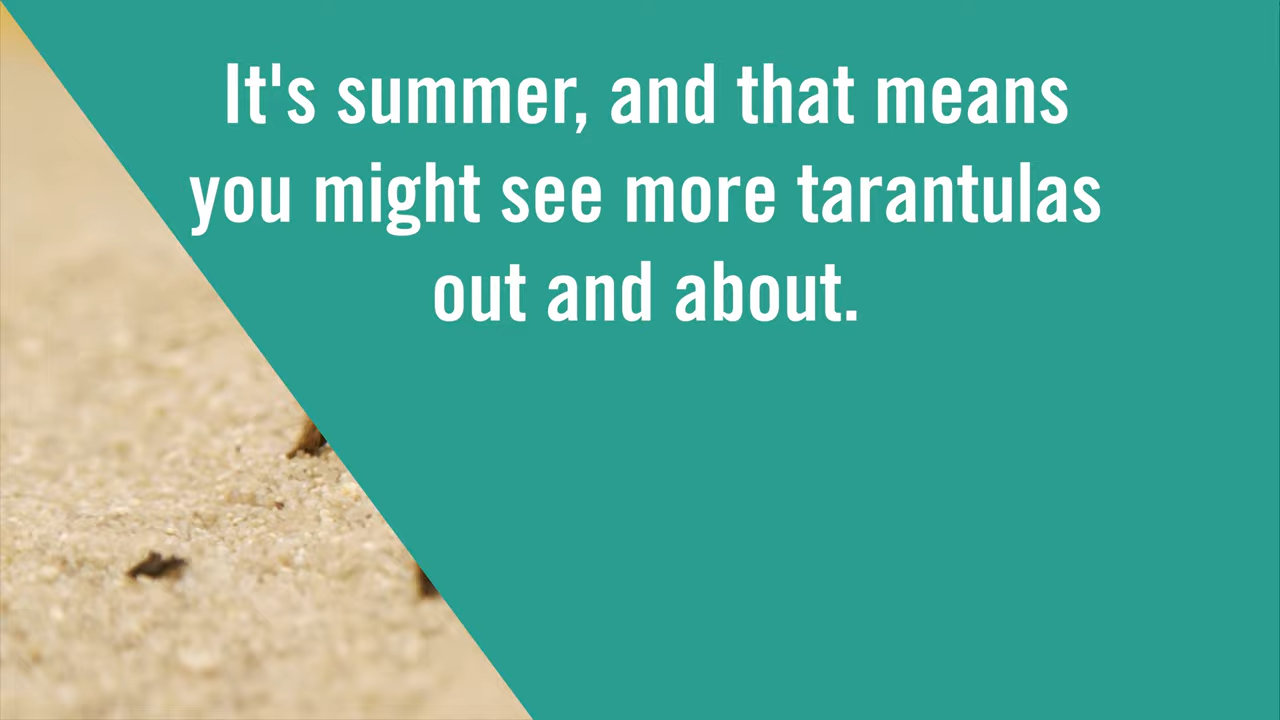 It's summer, and that means
you might see more tarantulas
out and about.